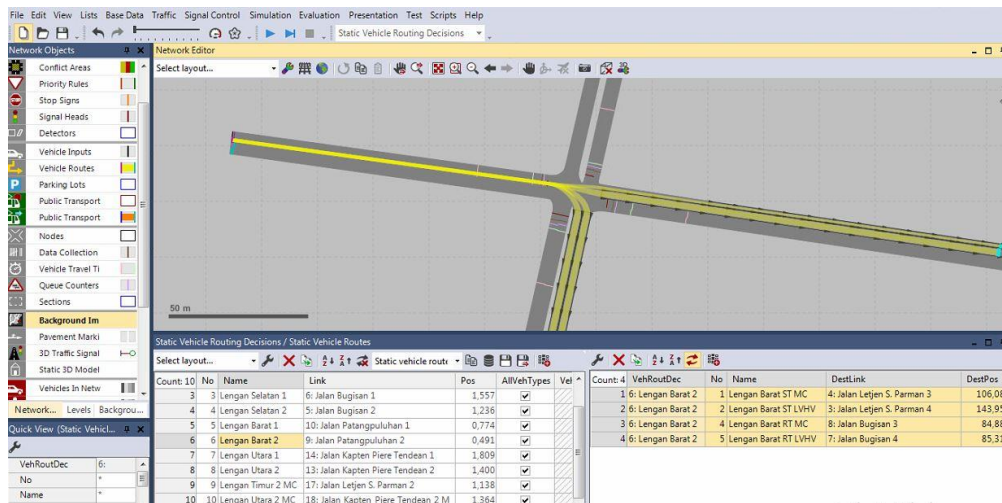 File Edit View Lists Base Data Traffic Signal Control Simulation Evaluation Presentation Test Scripts Help
Static Vehicle Routing Decisions
Network Objects
Network Editor
Select layout...
Conflict Areas
Priority Rules
Stop Signs
Signal Heads
Detectors
Vehicle Inputs
Vehicle Routes
Parking Lots
Public Transport
Public Transport
Nodes
Data Collection
Vehicle Travel Ti
Queue Counters
Sections
Background Im
Pavement Marki
3D Traffic Signal
Static 3D Model
Vehicles In Netw
Network... Levels Backgrou...
Quick View (Static Vehicl...
VehRoutDec 6:
No *
Name *
50 m
Static Vehicle Routing Decisions / Static Vehicle Routes
Select layout... Static vehicle route
Count: 10 No Name Link Pos AllVehTypes Vel
3 3 Lengan Selatan 1 6: Jalan Bugisan 1 1,557
4 4 Lengan Selatan 2 5: Jalan Bugisan 2 1,236
5 5 Lengan Barat 1 10: Jalan Patangpuluhan 1 0,774
6 6 Lengan Barat 2 9: Jalan Patangpuluhan 2 0,491
7 7 Lengan Utara 1 14: Jalan Kapten Piere Tendean 1 1,809
8 8 Lengan Utara 2 13: Jalan Kapten Piere Tendean 2 1,400
9 9 Lengan Timur 2 MC 17: Jalan Letjen S. Parman 2 1,138
10 10 Lengan Utara 2 MC 18: Jalan Kapten Piere Tendean 2 M 1,364
Count: 4 VehRoutDec No Name DestLink DestPos
1 6: Lengan Barat 2 1 Lengan Barat ST MC 4: Jalan Letjen S. Parman 3 106,08
2 6: Lengan Barat 2 2 Lengan Barat ST LVHV 3: Jalan Letjen S. Parman 4 143,95
3 6: Lengan Barat 2 4 Lengan Barat RT MC 8: Jalan Bugisan 3 84,88
4 6: Lengan Barat 2 5 Lengan Barat RT LVHV 7: Jalan Bugisan 4 85,31